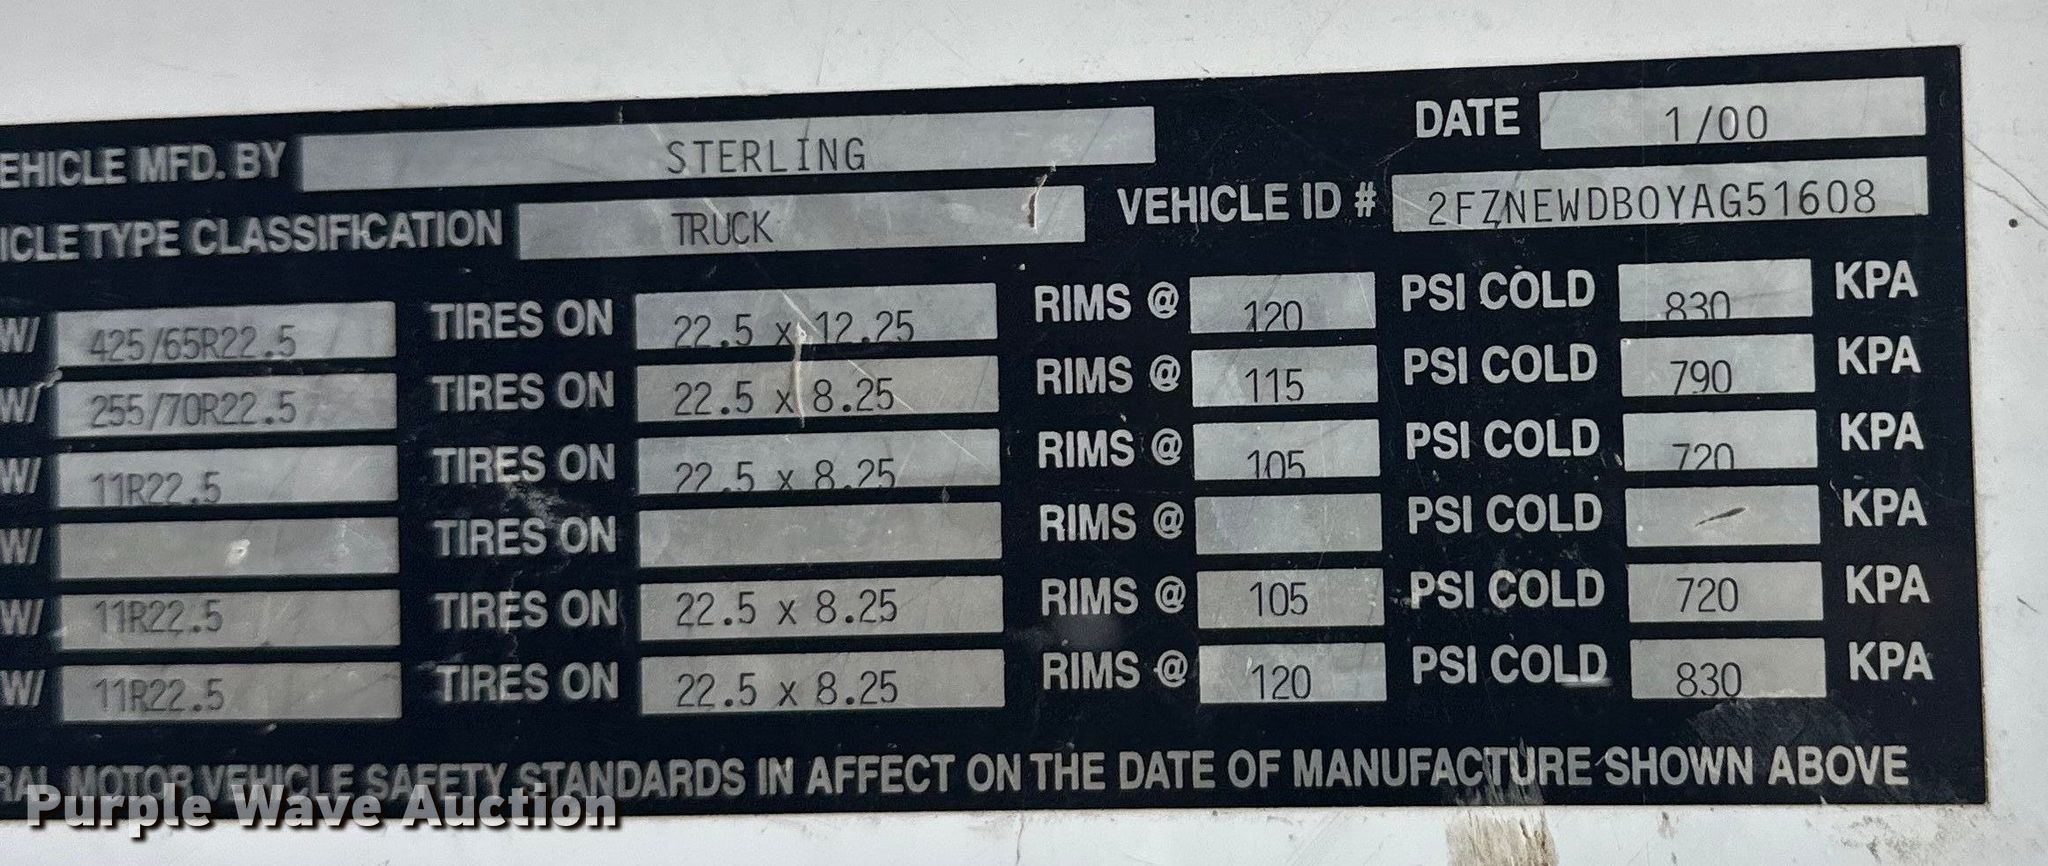 EHICLE MFD. BY STERLING DATE 1/00
ICLE TYPE CLASSIFICATION TRUCK VEHICLE ID # 2FZNEWDB0YAG51608
W/ 425/65R22.5 TIRES ON 22.5 x 12.25 RIMS @ 120 PSI COLD 830 KPA
W/ 255/70R22.5 TIRES ON 22.5 x 8.25 RIMS @ 115 PSI COLD 790 KPA
W/ 11R22.5 TIRES ON 22.5 x 8.25 RIMS @ 105 PSI COLD 720 KPA
W/ TIRES ON RIMS @ PSI COLD KPA
W/ 11R22.5 TIRES ON 22.5 x 8.25 RIMS @ 105 PSI COLD 720 KPA
W/ 11R22.5 TIRES ON 22.5 x 8.25 RIMS @ 120 PSI COLD 830 KPA
RAL MOTOR VEHICLE SAFETY STANDARDS IN AFFECT ON THE DATE OF MANUFACTURE SHOWN ABOVE
Purple Wave Auction